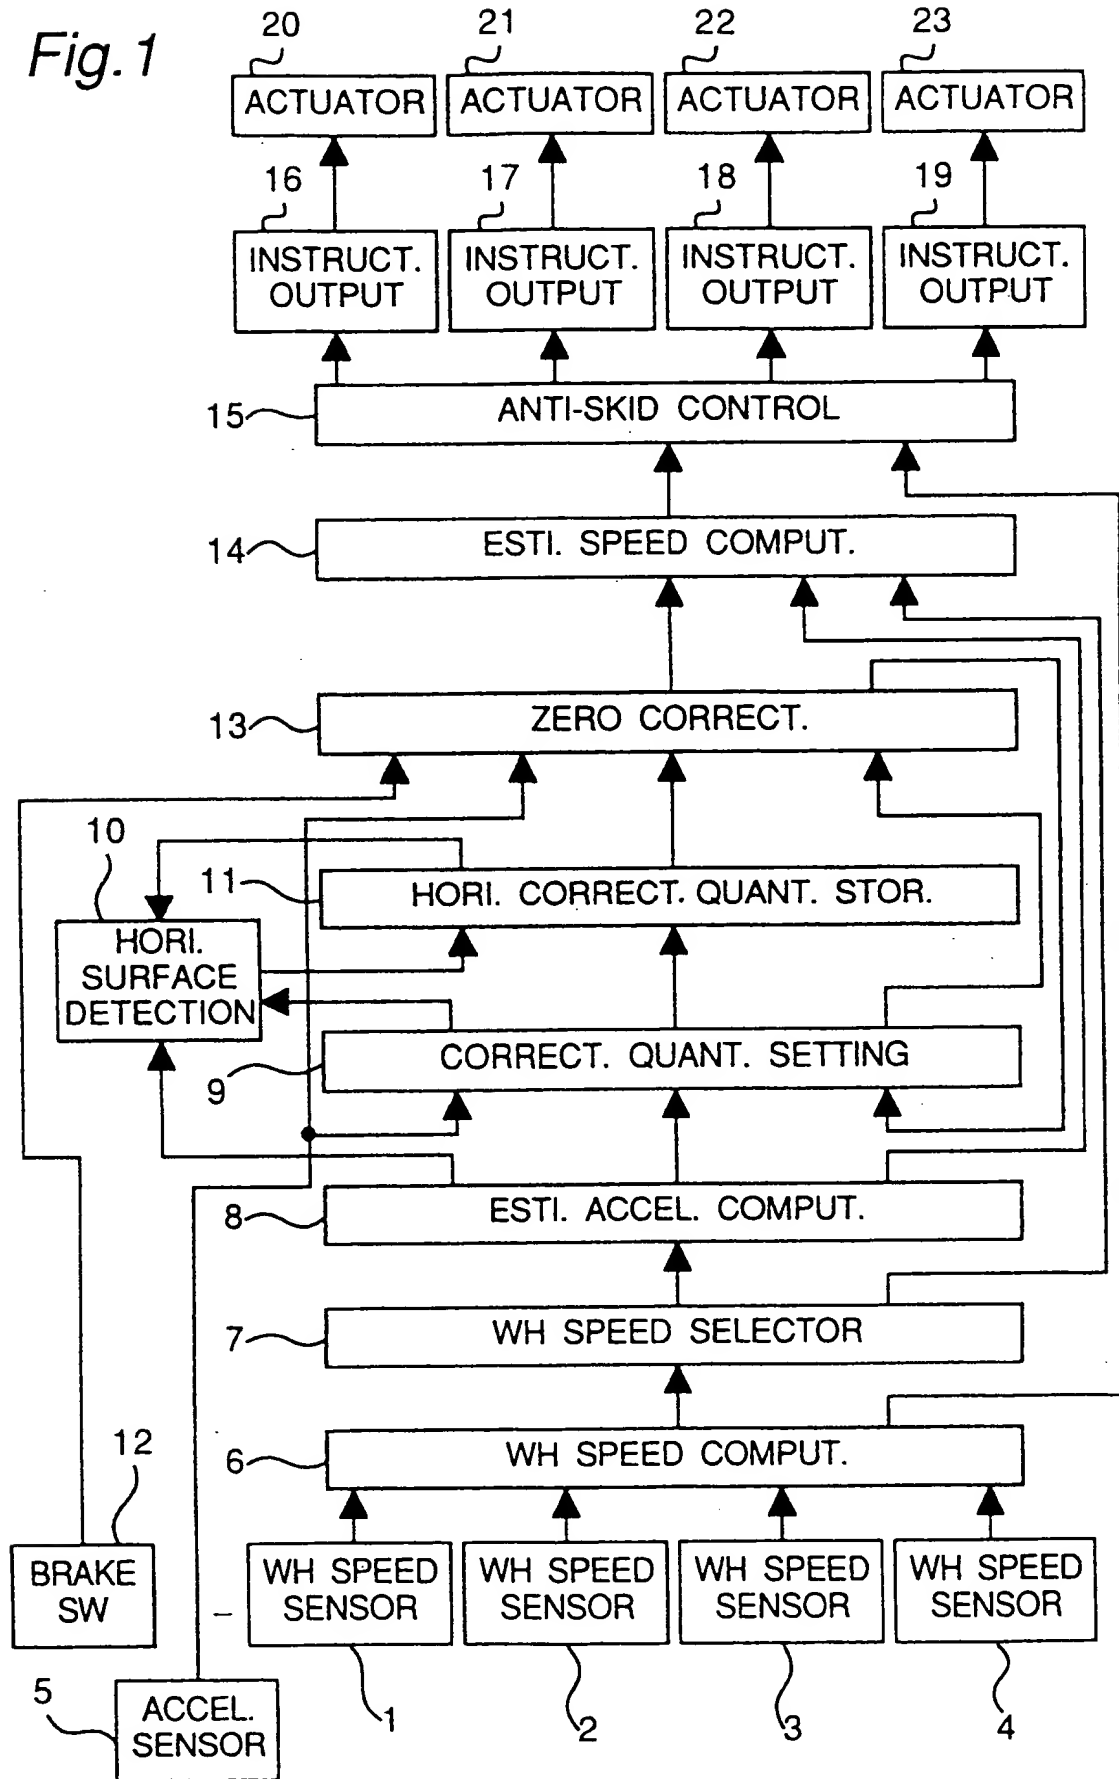 Fig.1
20
21
22
23
ACTUATOR
ACTUATOR
ACTUATOR
ACTUATOR
16
17
18
19
INSTRUCT.
OUTPUT
INSTRUCT.
OUTPUT
INSTRUCT.
OUTPUT
INSTRUCT.
OUTPUT
15
ANTI-SKID CONTROL
14
ESTI. SPEED COMPUT.
13
ZERO CORRECT.
10
11
HORI. CORRECT. QUANT. STOR.
HORI.
SURFACE
DETECTION
9
CORRECT. QUANT. SETTING
8
ESTI. ACCEL. COMPUT.
7
WH SPEED SELECTOR
6
WH SPEED COMPUT.
12
BRAKE
SW
WH SPEED
SENSOR
WH SPEED
SENSOR
WH SPEED
SENSOR
WH SPEED
SENSOR
5
ACCEL.
SENSOR
1
2
3
4